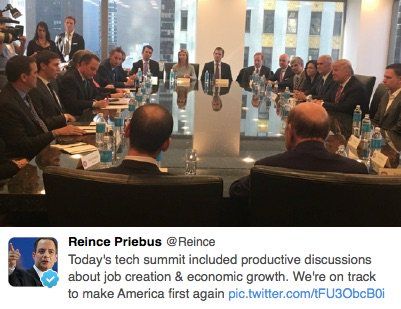 Reince Priebus @Reince
Today's tech summit included productive discussions
about job creation & economic growth. We're on track
to make America first again pic.twitter.com/tFU3ObcB0i